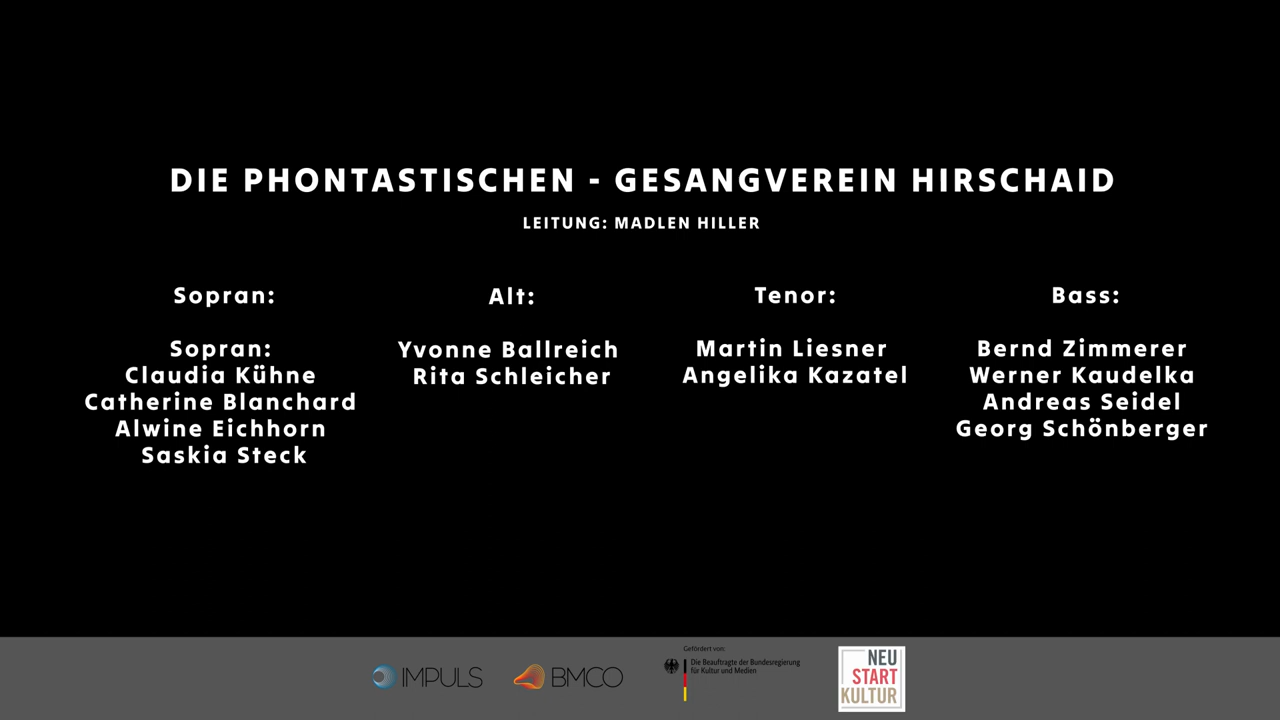 DIE PHONTASTISCHEN - GESANGVEREIN HIRSCHAID
LEITUNG: MADLEN HILLER
Sopran:
Sopran:
Claudia Kühne
Catherine Blanchard
Alwine Eichhorn
Saskia Steck
Alt:
Yvonne Ballreich
Rita Schleicher
Tenor:
Martin Liesner
Angelika Kazatel
Bass:
Bernd Zimmerer
Werner Kaudelka
Andreas Seidel
Georg Schönberger
IMPULS
BMCO
Gefördert von:
Die Beauftragte der Bundesregierung
für Kultur und Medien
NEU
START
KULTUR